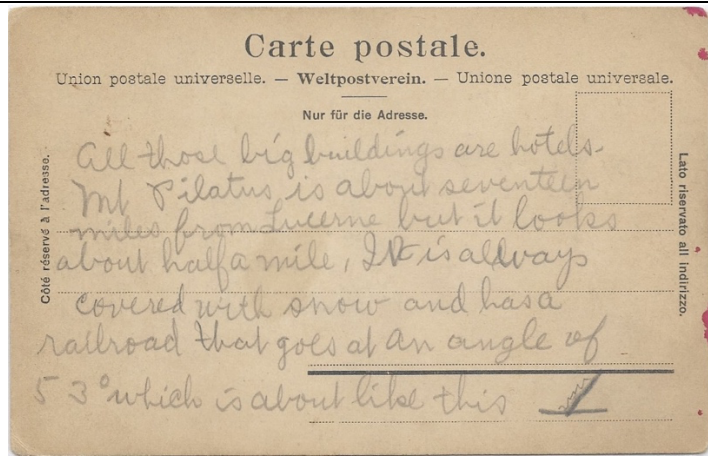 Carte postale.
Union postale universelle. — Weltpostverein. — Unione postale universale.
Nur für die Adresse.
Côté réservé à l'adresse.
Lato riservato all indirizzo.
All those big buildings are hotels.
Mt Pilatus is about seventeen
miles from Lucerne but it looks
about half a mile, It is allways
covered with snow and has a
railroad that goes at an angle of
53° which is about like this